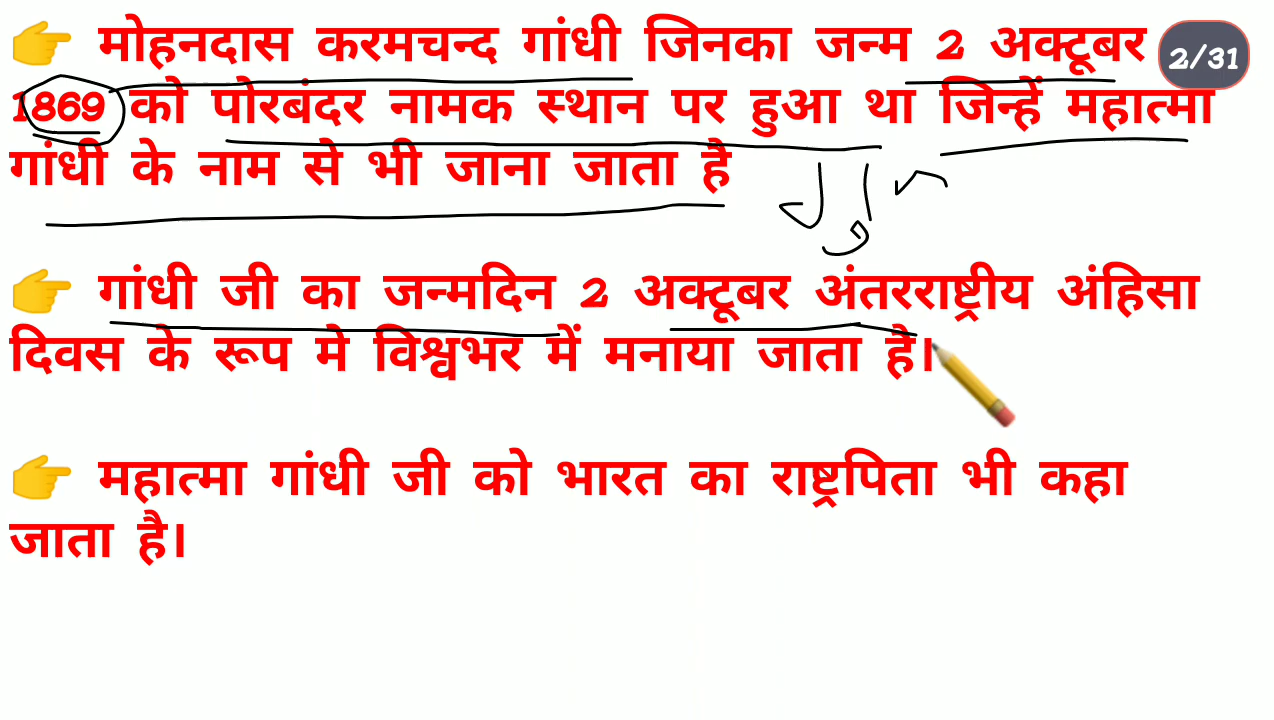 👉 मोहनदास करमचन्द गांधी जिनका जन्म 2 अक्टूबर
2/31
1869 को पोरबंदर नामक स्थान पर हुआ था जिन्हें महात्मा
गांधी के नाम से भी जाना जाता है
👉 गांधी जी का जन्मदिन 2 अक्टूबर अंतरराष्ट्रीय अंहिसा
दिवस के रूप मे विश्वभर में मनाया जाता है।
👉 महात्मा गांधी जी को भारत का राष्ट्रपिता भी कहा
जाता है।